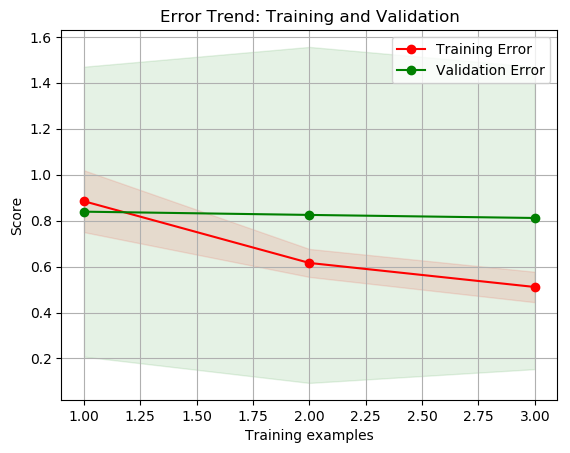 Error Trend: Training and Validation
Training Error
Validation Error
Score
1.6
1.4
1.2
1.0
0.8
0.6
0.4
0.2
1.00 1.25 1.50 1.75 2.00 2.25 2.50 2.75 3.00
Training examples